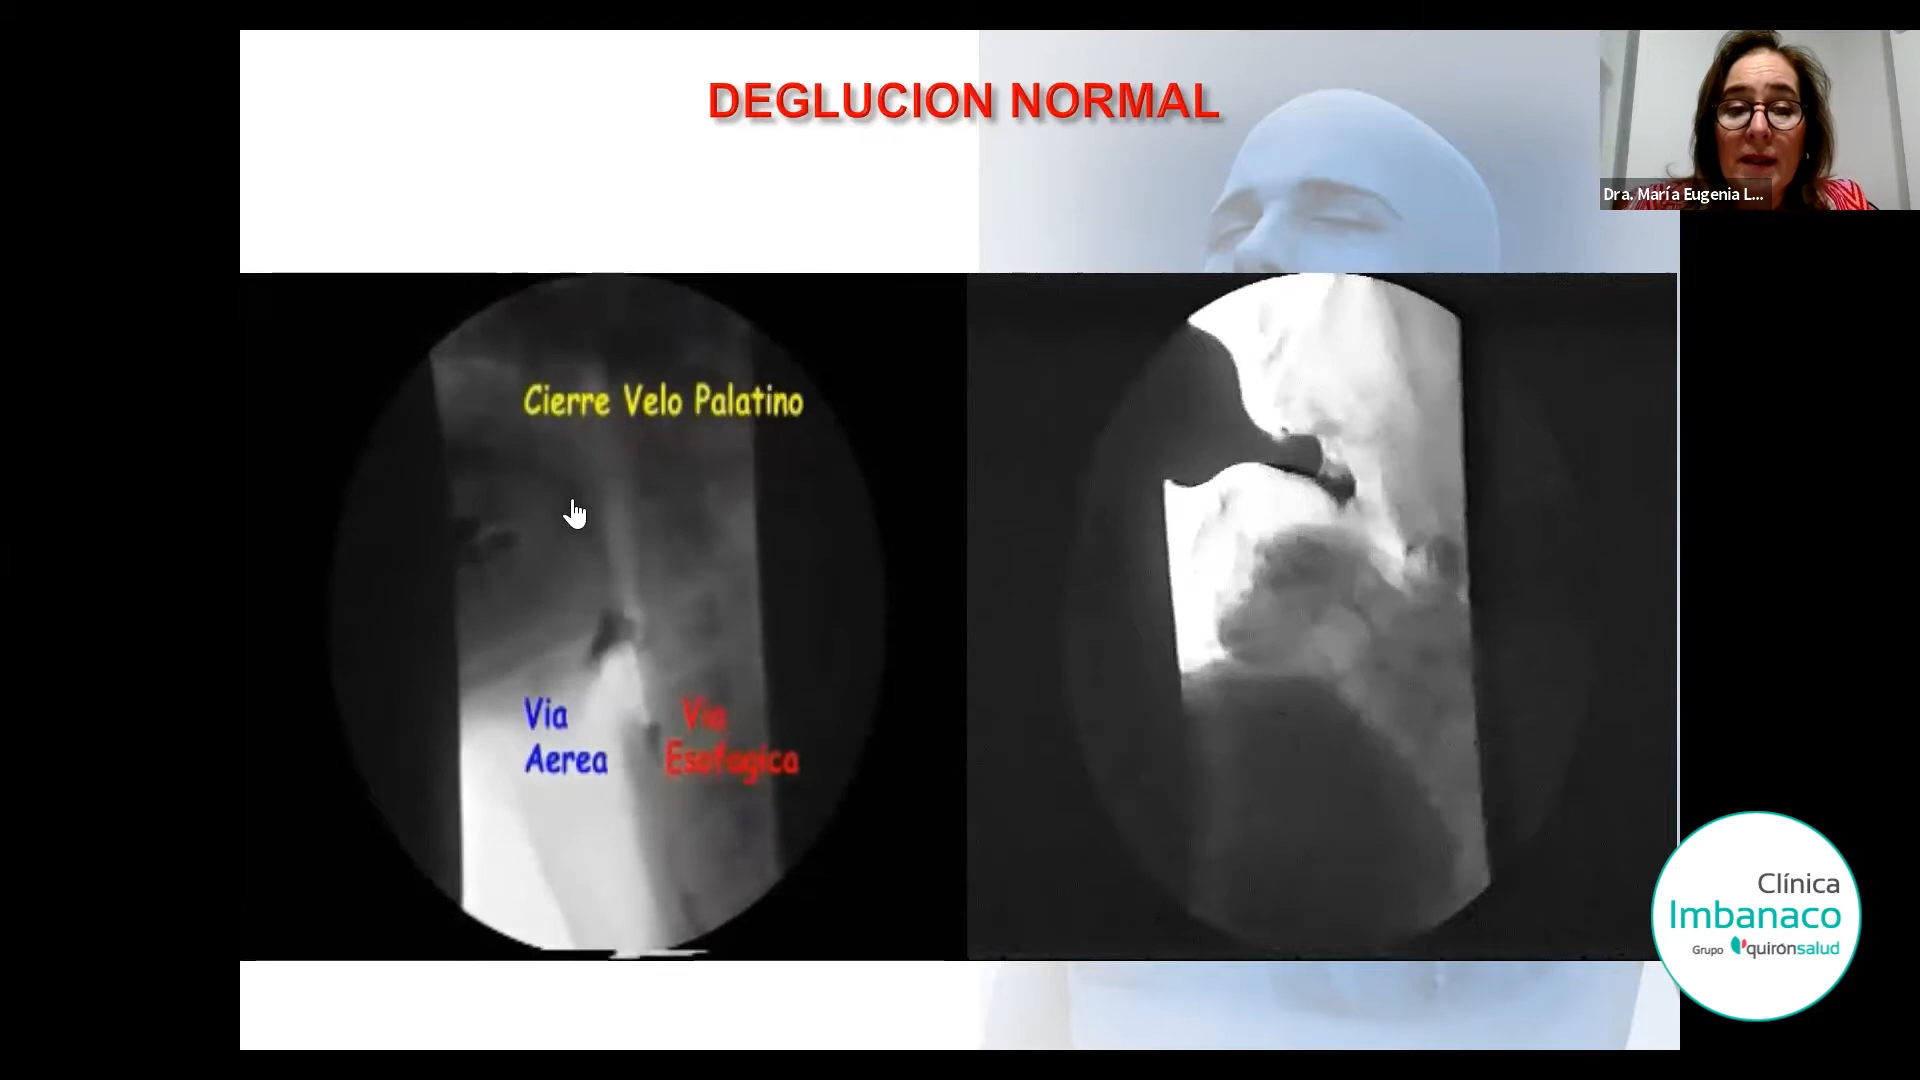 DEGLUCION NORMAL
Dra. María Eugenia L...
Cierre Velo Palatino
Via
Aerea
Via
Esofagica
Clínica
Imbanaco
Grupo quirónsalud